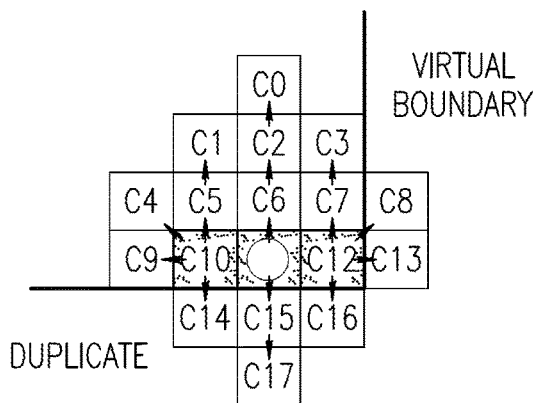 C0
VIRTUAL
BOUNDARY
C1 C2 C3
C4 C5 C6 C7 C8
C9 C10 C12 C13
C14 C15 C16
DUPLICATE
C17